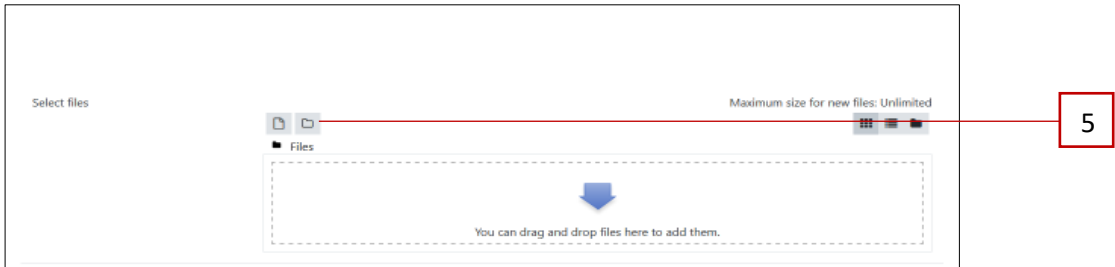 Select files
Maximum size for new files: Unlimited
5
Files
You can drag and drop files here to add them.